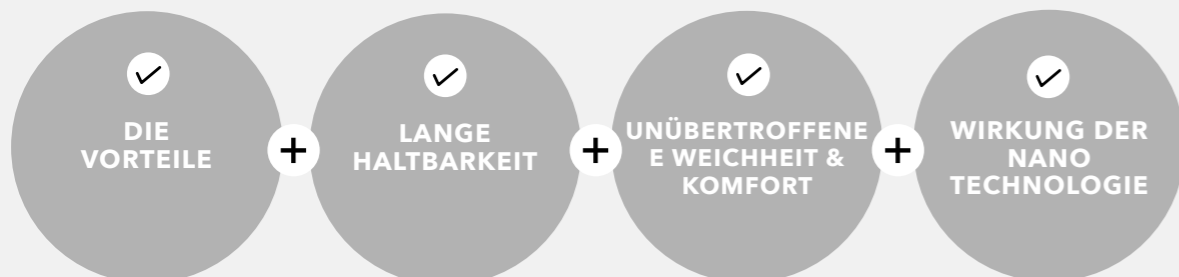 DIE
VORTEILE
+
LANGE
HALTBARKEIT
+
UNÜBERTROFFENE
E WEICHHEIT &
KOMFORT
+
WIRKUNG DER
NANO
TECHNOLOGIE